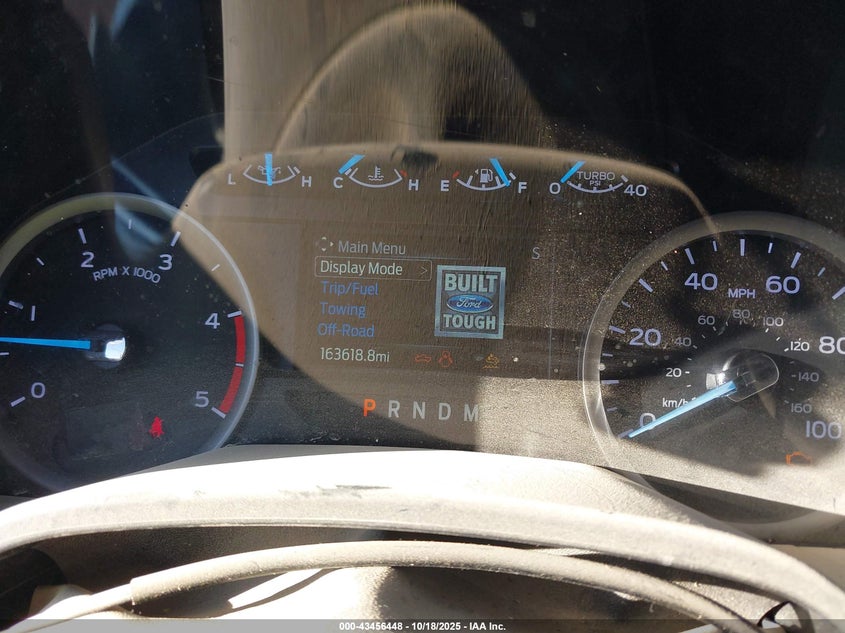 L H C H E F O TURBO PSI 40
Main Menu
S
Display Mode >
Trip/Fuel
Towing
Off-Road
BUILT
Ford
TOUGH
163618.8mi
P R N D M
0 1 2 3 4 5
RPM X 1000
0 20 40 60 80 100
MPH
20 40 60 80 100 120 140 160
km/h
000-43456448 - 10/18/2025 - IAA Inc.